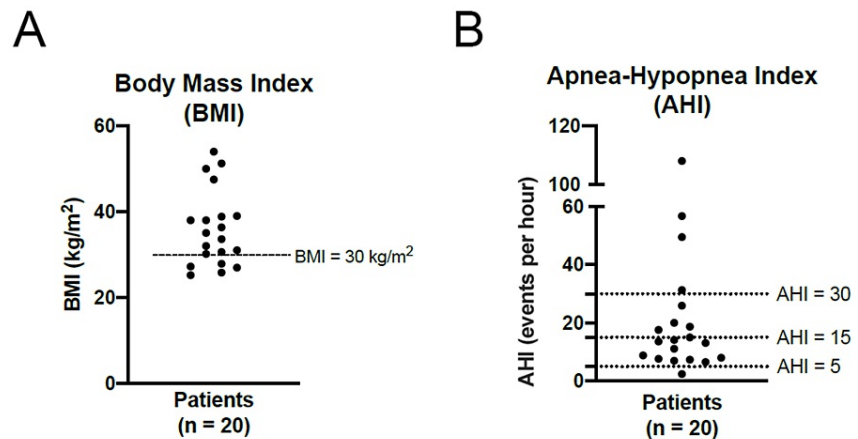 A
Body Mass Index
(BMI)
60
40
20
0
BMI (kg/m²)
BMI = 30 kg/m²
Patients
(n = 20)
B
Apnea-Hypopnea Index
(AHI)
120
100
60
40
20
0
AHI (events per hour)
AHI = 30
AHI = 15
AHI = 5
Patients
(n = 20)